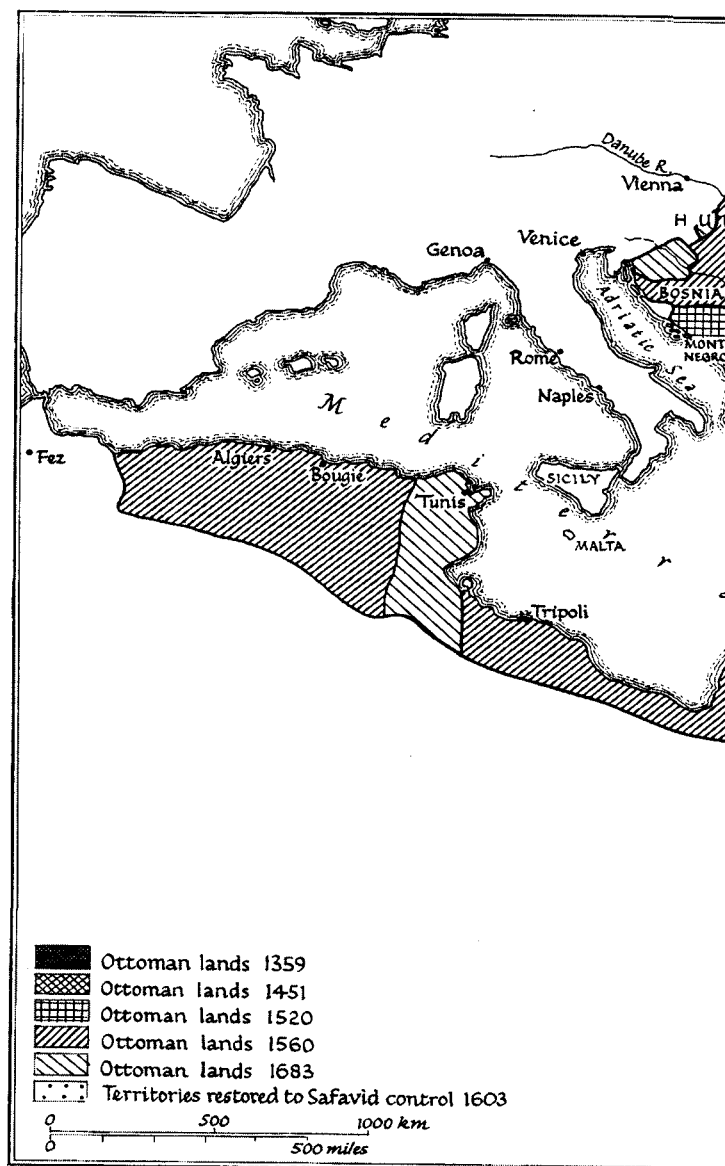 Danube R.
Vienna
H U
Genoa
Venice
BOSNIA
Adriatic Sea
MONT
NEGRO
Rome
Naples
M e d i t e r r
Fez
Algiers
Bougie
Tunis
SICILY
MALTA
Tripoli
Ottoman lands 1359
Ottoman lands 1451
Ottoman lands 1520
Ottoman lands 1560
Ottoman lands 1683
Territories restored to Safavid control 1603
0 500 1000 km.
0 500 miles